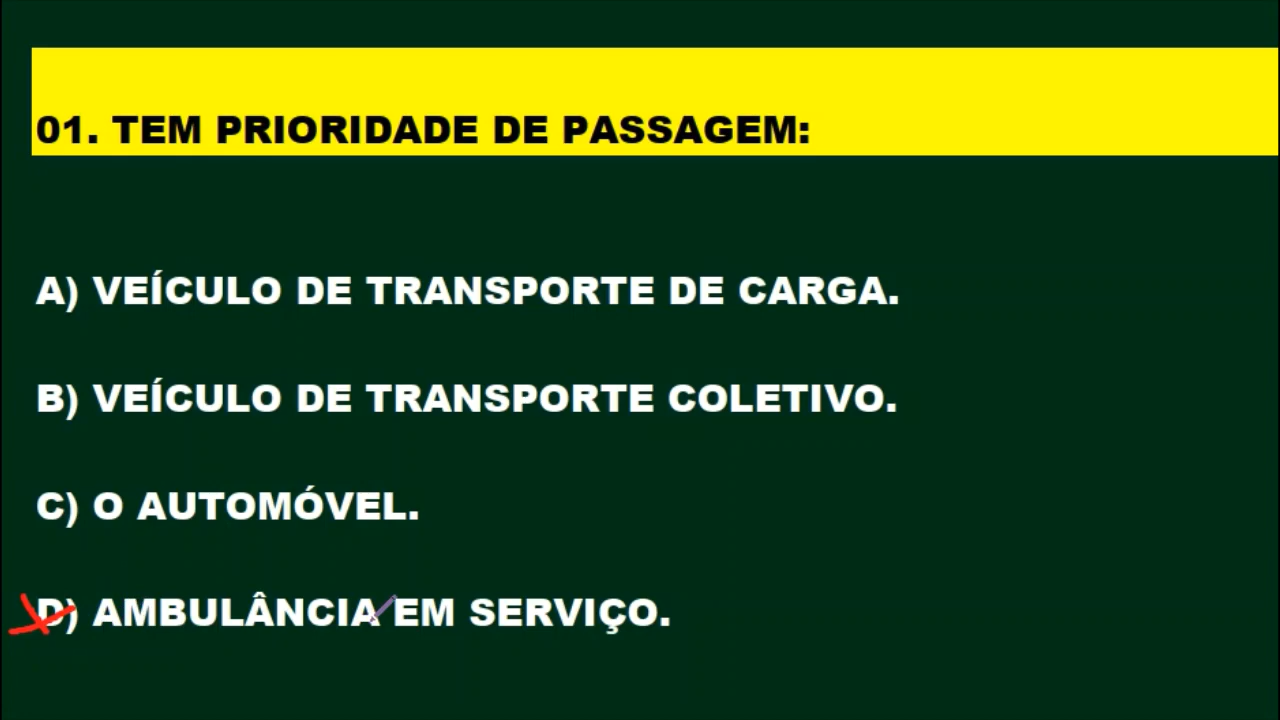 01. TEM PRIORIDADE DE PASSAGEM:
A) VEÍCULO DE TRANSPORTE DE CARGA.
B) VEÍCULO DE TRANSPORTE COLETIVO.
C) O AUTOMÓVEL.
D) AMBULÂNCIA EM SERVIÇO.